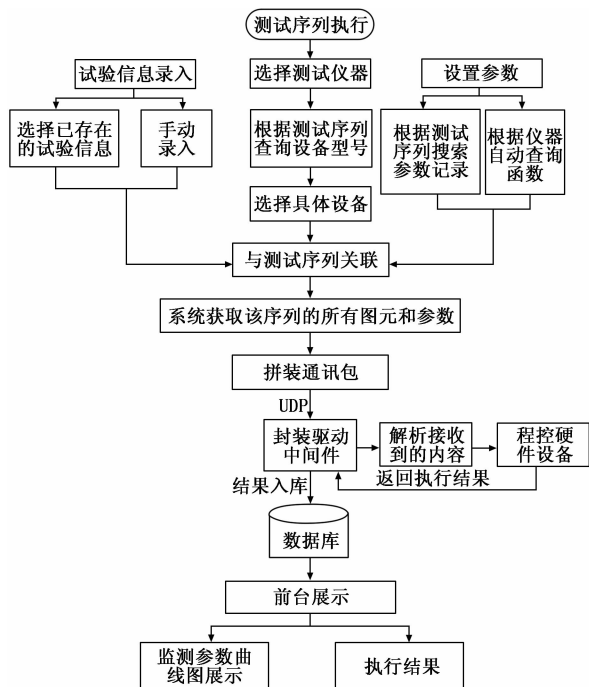 测试序列执行
试验信息录入
选择测试仪器
设置参数
选择已存在
的试验信息
手动
录入
根据测试序列
查询设备型号
根据测试
序列搜索
参数记录
根据仪器
自动查询
函数
选择具体设备
与测试序列关联
系统获取该序列的所有图元和参数
拼装通讯包
UDP
封装驱动
中间件
解析接收
到的内容
程控硬
件设备
返回执行结果
结果入库
数据库
前台展示
监测参数曲
线图展示
执行结果